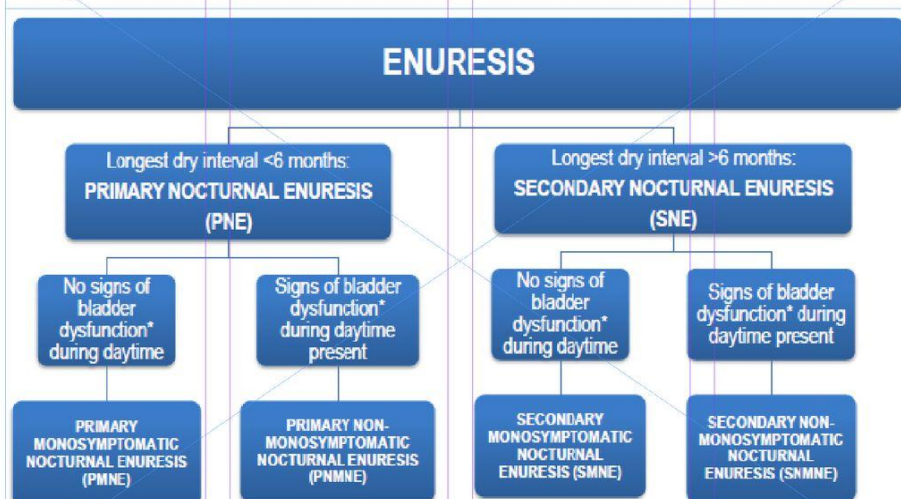 ENURESIS
Longest dry interval <6 months:
PRIMARY NOCTURNAL ENURESIS
(PNE)
Longest dry interval >6 months:
SECONDARY NOCTURNAL ENURESIS
(SNE)
No signs of
bladder
dysfunction*
during daytime
Signs of bladder
dysfunction*
during daytime
present
No signs of
bladder
dysfunction*
during daytime
Signs of bladder
dysfunction* during
daytime present
PRIMARY
MONOSYMPTOMATIC
NOCTURNAL ENURESIS
(PMNE)
PRIMARY NON-
MONOSYMPTOMATIC
NOCTURNAL ENURESIS
(PNMNE)
SECONDARY
MONOSYMPTOMATIC
NOCTURNAL
ENURESIS (SMNE)
SECONDARY NON-
MONOSYMPTOMATIC
NOCTURNAL
ENURESIS (SNMNE)